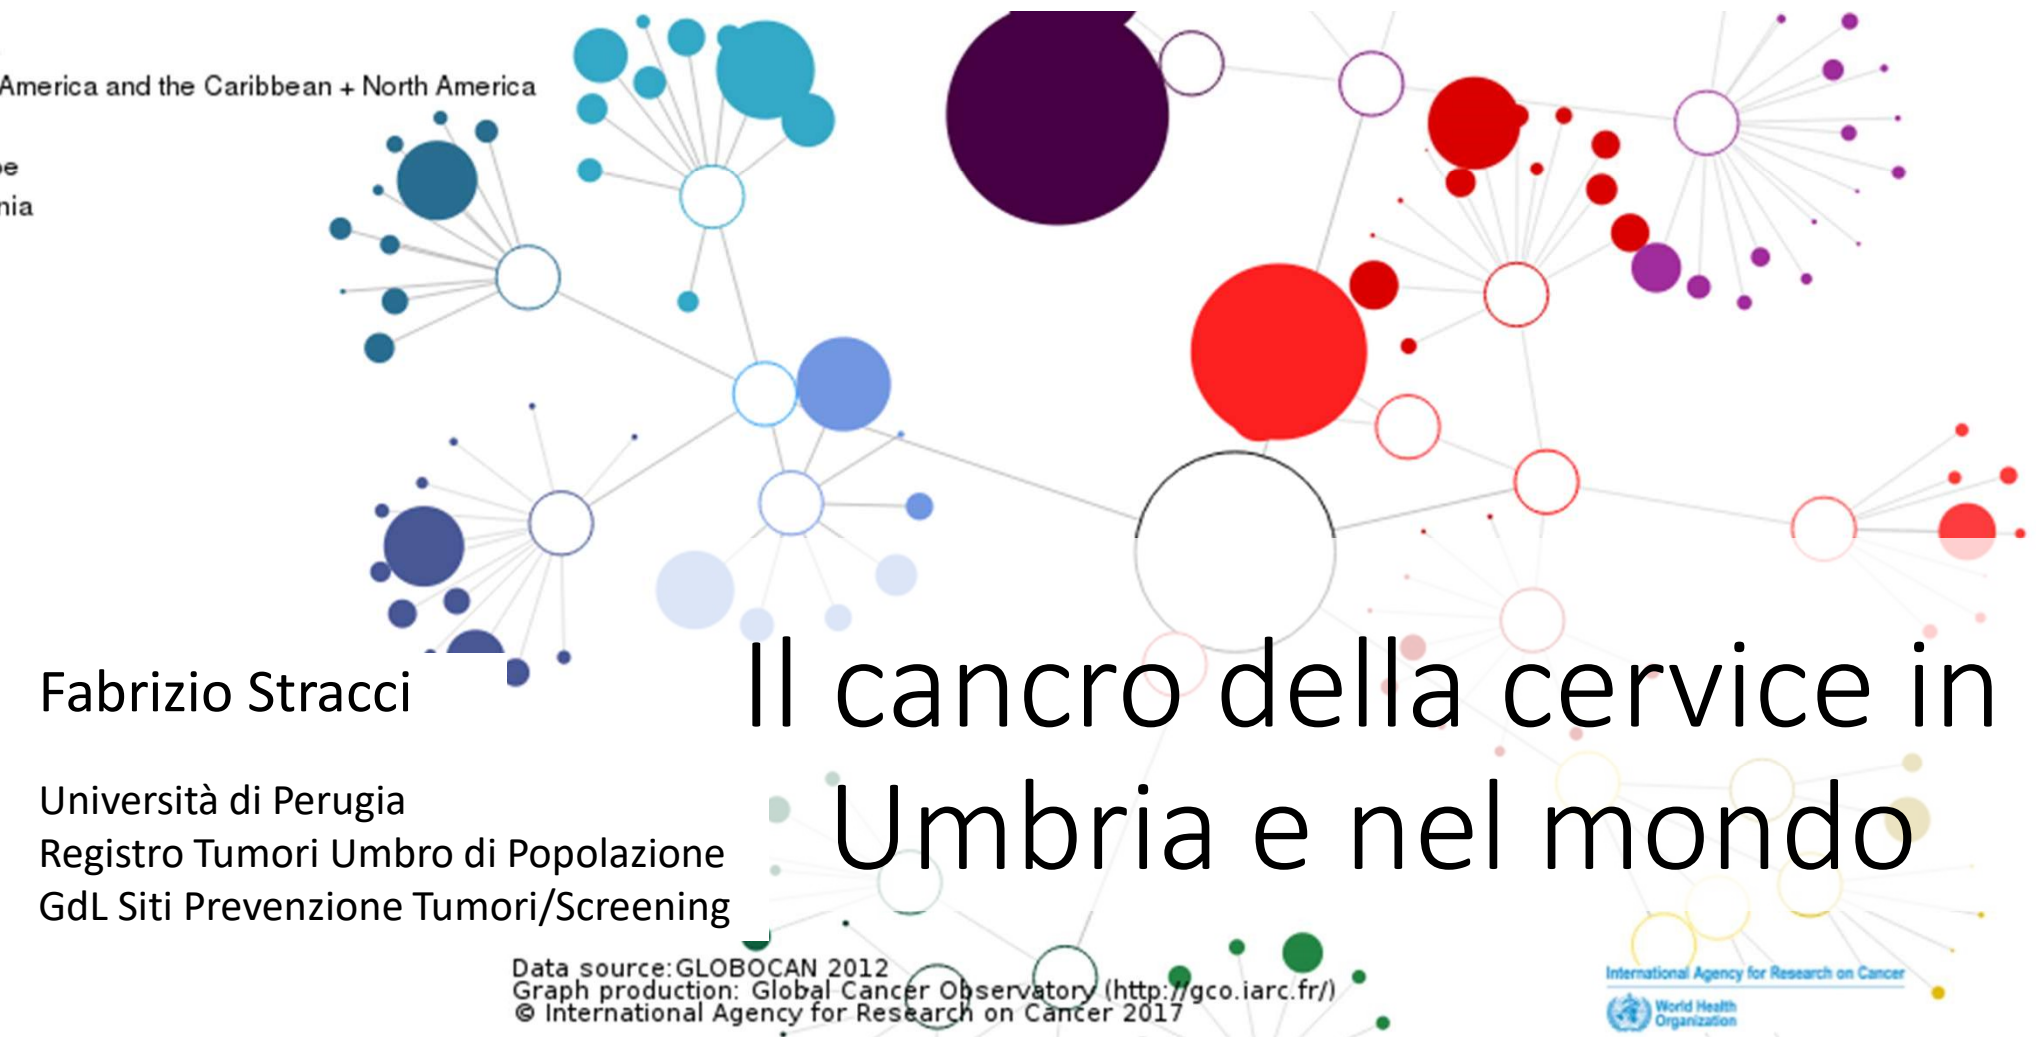 America and the Caribbean + North America
Fabrizio Stracci
Università di Perugia
Registro Tumori Umbro di Popolazione
GdL Siti Prevenzione Tumori/Screening
Il cancro della cervice in
Umbria e nel mondo
Data source: GLOBOCAN 2012
Graph production: Global Cancer Observatory (http://gco.iarc.fr/)
© International Agency for Research on Cancer 2017
International Agency for Research on Cancer
World Health
Organization